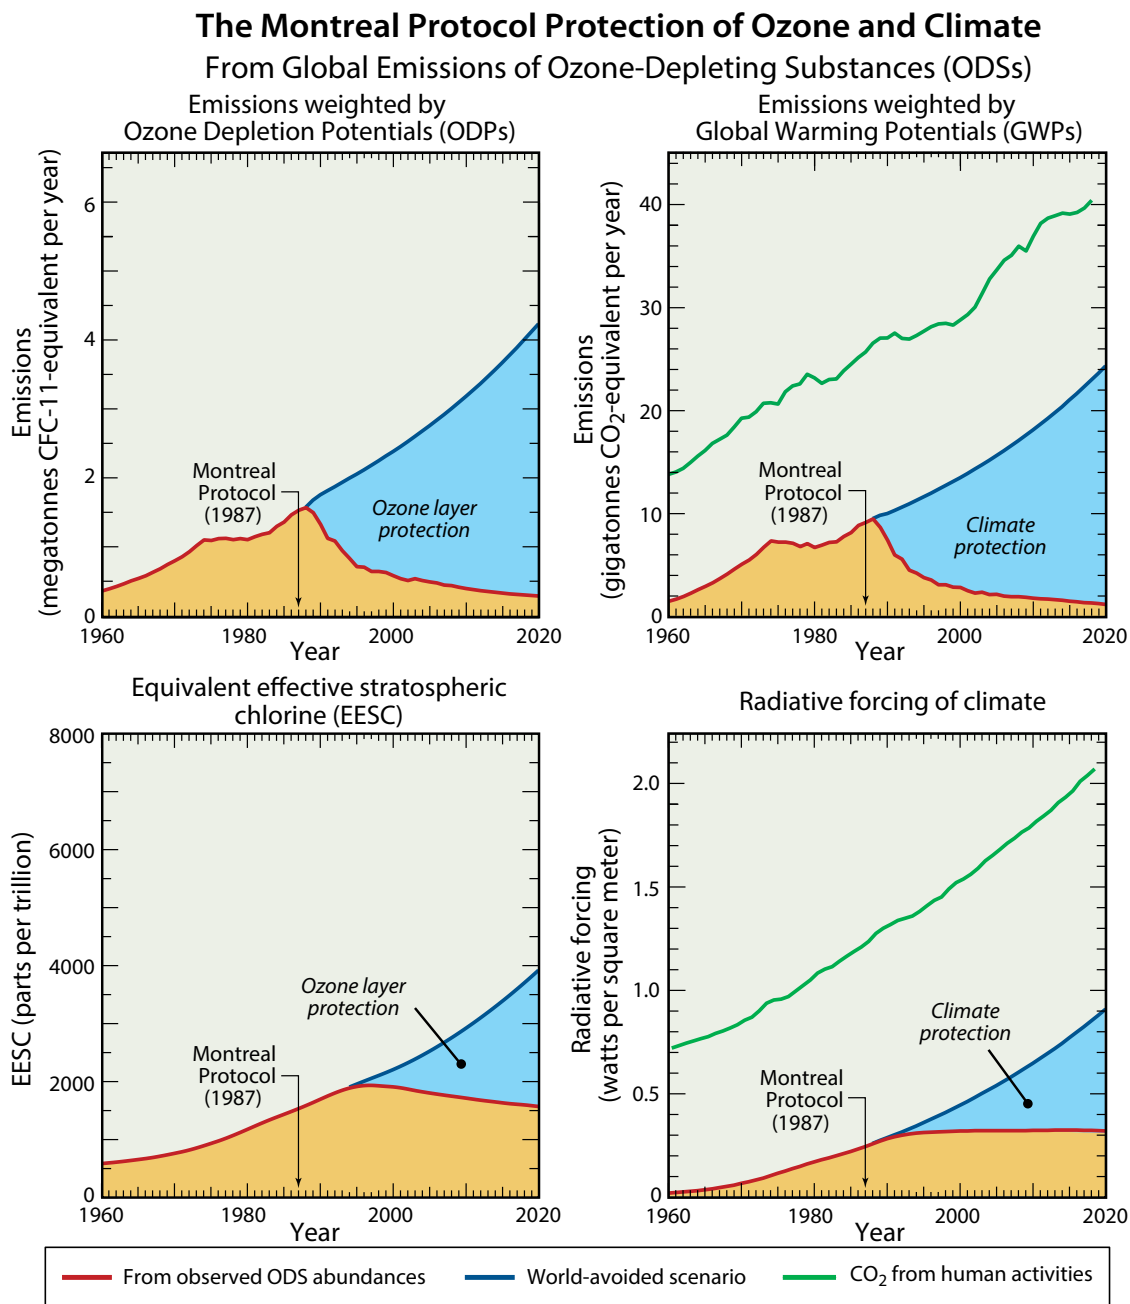 The Montreal Protocol Protection of Ozone and Climate
From Global Emissions of Ozone-Depleting Substances (ODSs)
Emissions weighted by
Ozone Depletion Potentials (ODPs)
Emissions
(megatonnes CFC-11-equivalent per year)
6
4
2
0
Montreal
Protocol
(1987)
Ozone layer
protection
1960
1980
2000
2020
Year
Emissions weighted by
Global Warming Potentials (GWPs)
Emissions
(gigatonnes CO₂-equivalent per year)
40
30
20
10
0
Montreal
Protocol
(1987)
Climate
protection
1960
1980
2000
2020
Year
Equivalent effective stratospheric
chlorine (EESC)
EESC (parts per trillion)
8000
6000
4000
2000
0
Ozone layer
protection
Montreal
Protocol
(1987)
1960
1980
2000
2020
Year
Radiative forcing of climate
Radiative forcing
(watts per square meter)
2.0
1.5
1.0
0.5
0
Climate
protection
Montreal
Protocol
(1987)
1960
1980
2000
2020
Year
From observed ODS abundances
World-avoided scenario
CO₂ from human activities